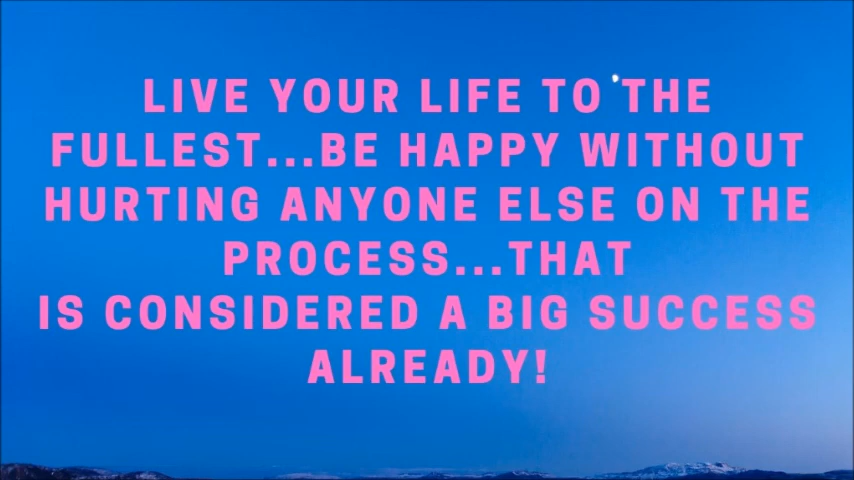 LIVE YOUR LIFE TO THE
FULLEST...BE HAPPY WITHOUT
HURTING ANYONE ELSE ON THE
PROCESS...THAT
IS CONSIDERED A BIG SUCCESS
ALREADY!